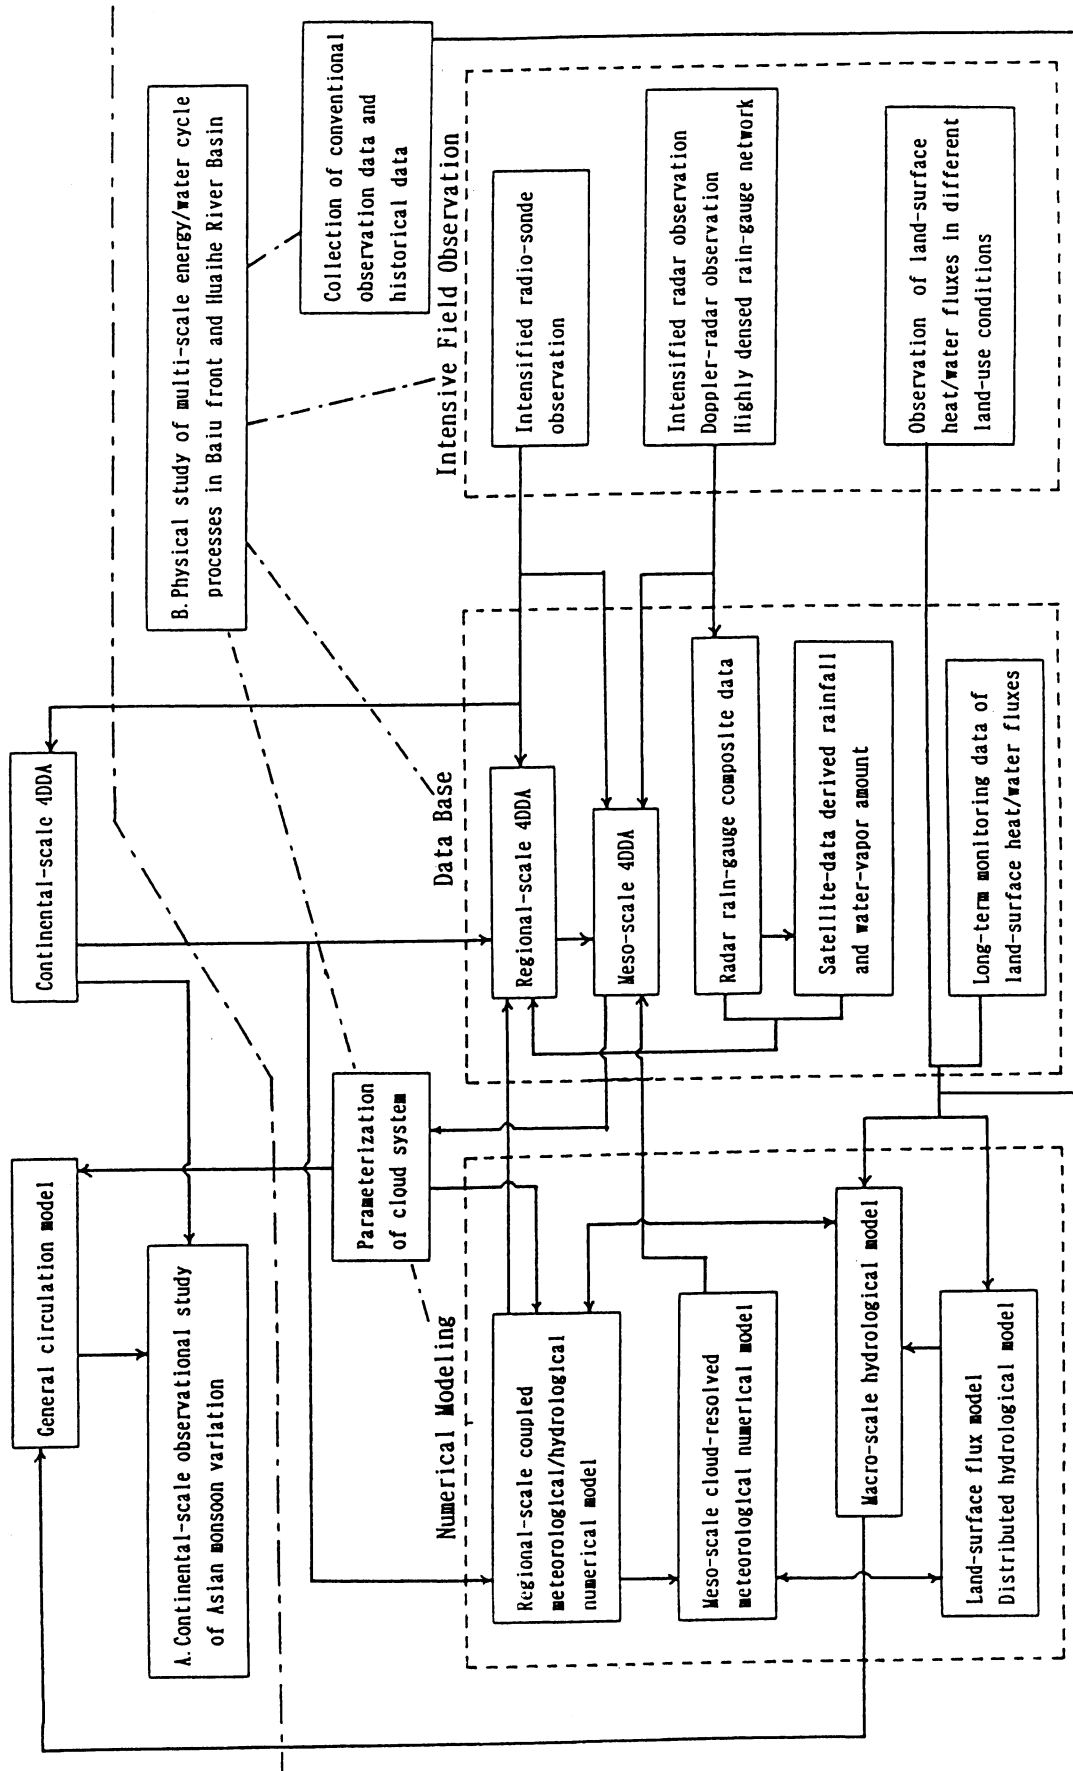 General circulation model
Continental-scale 4DDA
A. Continental-scale observational study
of Asian monsoon variation
B. Physical study of multi-scale energy/water cycle
processes in Baiu front and Huaihe River Basin
Parameterization
of cloud system
Collection of conventional
observation data and
historical data
Numerical Modeling
Regional-scale coupled
meteorological/hydrological
numerical model
Meso-scale cloud-resolved
meteorological numerical model
Macro-scale hydrological model
Land-surface flux model
Distributed hydrological model
Data Base
Regional-scale 4DDA
Meso-scale 4DDA
Radar rain-gauge composite data
Satellite-data derived rainfall
and water-vapor amount
Long-term monitoring data of
land-surface heat/water fluxes
Intensive Field Observation
Intensified radio-sonde
observation
Intensified radar observation
Doppler-radar observation
Highly densed rain-gauge network
Observation of land-surface
heat/water fluxes in different
land-use conditions